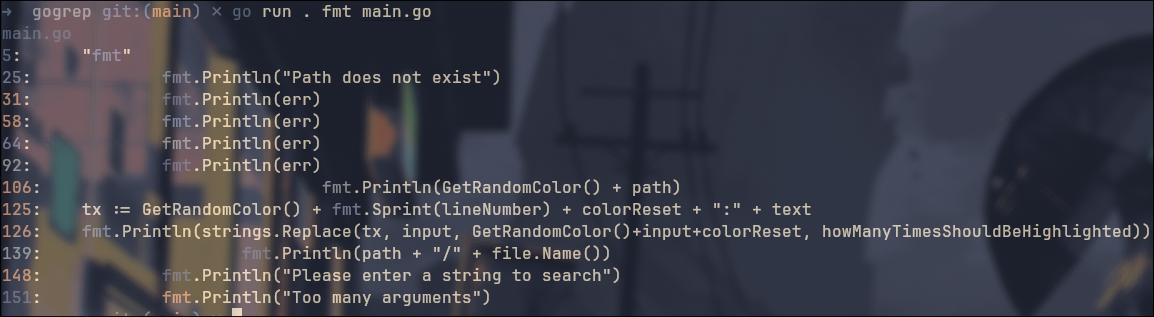 → gogrep git:(main) × go run . fmt main.go
main.go
5: "fmt"
25: fmt.Println("Path does not exist")
31: fmt.Println(err)
58: fmt.Println(err)
64: fmt.Println(err)
92: fmt.Println(err)
106: fmt.Println(GetRandomColor() + path)
125: tx := GetRandomColor() + fmt.Sprint(lineNumber) + colorReset + ":" + text
126: fmt.Println(strings.Replace(tx, input, GetRandomColor()+input+colorReset, howManyTimesShouldBeHighlighted))
139: fmt.Println(path + "/" + file.Name())
148: fmt.Println("Please enter a string to search")
151: fmt.Println("Too many arguments")